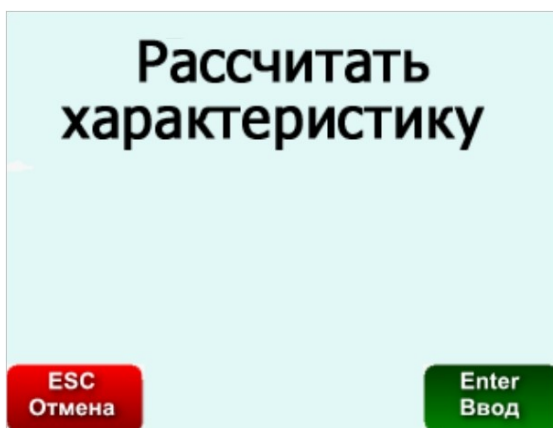 Рассчитать
характеристику
ESC
Отмена
Enter
Ввод